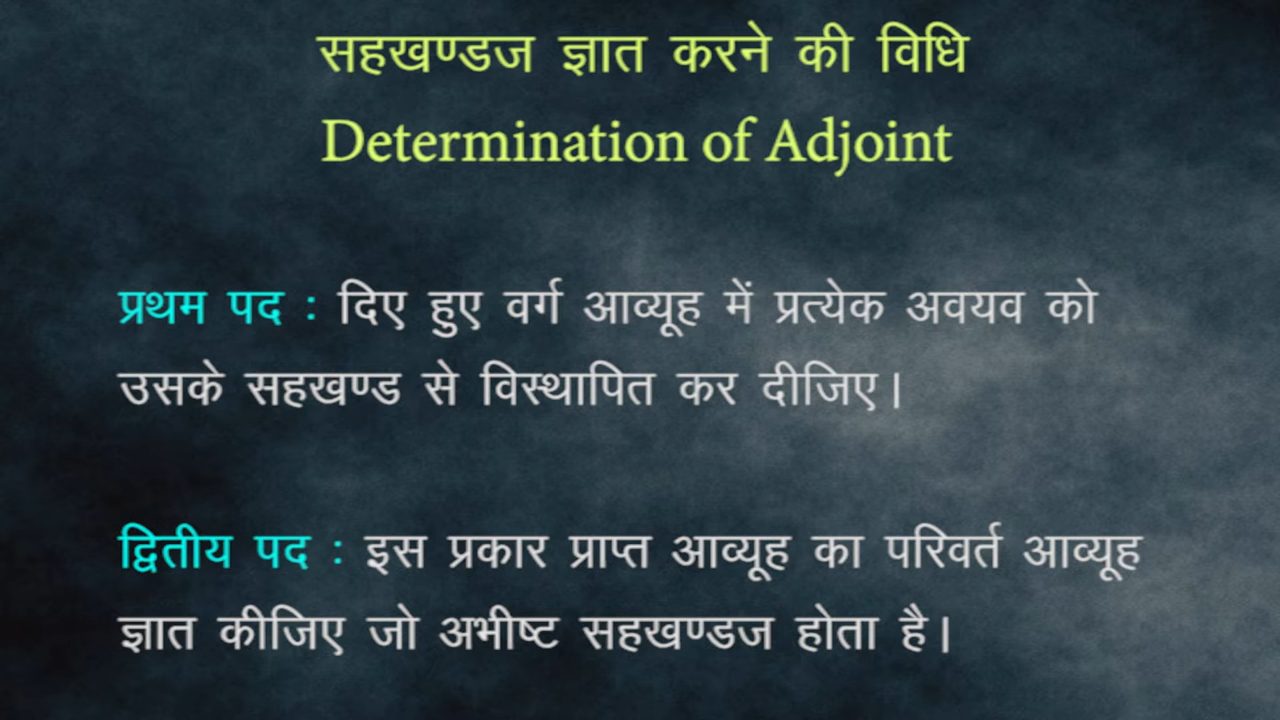 सहखण्डज ज्ञात करने की विधि
Determination of Adjoint
प्रथम पद : दिए हुए वर्ग आव्यूह में प्रत्येक अवयव को
उसके सहखण्ड से विस्थापित कर दीजिए।
द्वितीय पद : इस प्रकार प्राप्त आव्यूह का परिवर्त आव्यूह
ज्ञात कीजिए जो अभीष्ट सहखण्डज होता है।